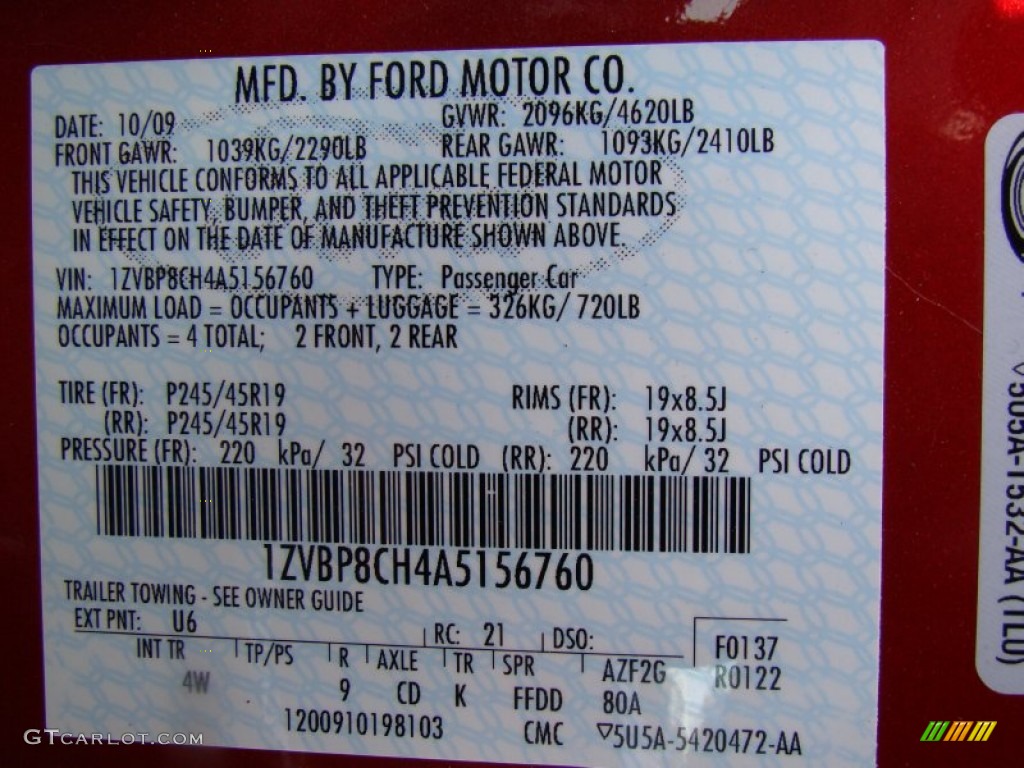 MFD. BY FORD MOTOR CO.
DATE: 10/09 GVWR: 2096KG/4620LB
FRONT GAWR: 1039KG/2290LB REAR GAWR: 1093KG/2410LB
THIS VEHICLE CONFORMS TO ALL APPLICABLE FEDERAL MOTOR
VEHICLE SAFETY, BUMPER, AND THEFT PREVENTION STANDARDS
IN EFFECT ON THE DATE OF MANUFACTURE SHOWN ABOVE.
VIN: 1ZVBP8CH4A5156760 TYPE: Passenger Car
MAXIMUM LOAD = OCCUPANTS + LUGGAGE = 326KG/ 720LB
OCCUPANTS = 4 TOTAL; 2 FRONT, 2 REAR
TIRE (FR): P245/45R19 RIMS (FR): 19x8.5J
(RR): P245/45R19 (RR): 19x8.5J
PRESSURE (FR): 220 kPa/ 32 PSI COLD (RR): 220 kPa/ 32 PSI COLD
1ZVBP8CH4A5156760
TRAILER TOWING - SEE OWNER GUIDE
EXT PNT: U6 RC: 21 DSO: F0137
INT TR TP/PS R AXLE TR SPR AZF2G R0122
4W 9 CD K FFDD 80A
1200910198103 CMC ▽5U5A-5420472-AA
▽5U5A-1532-AA (TLU)
GTCARLOT.COM